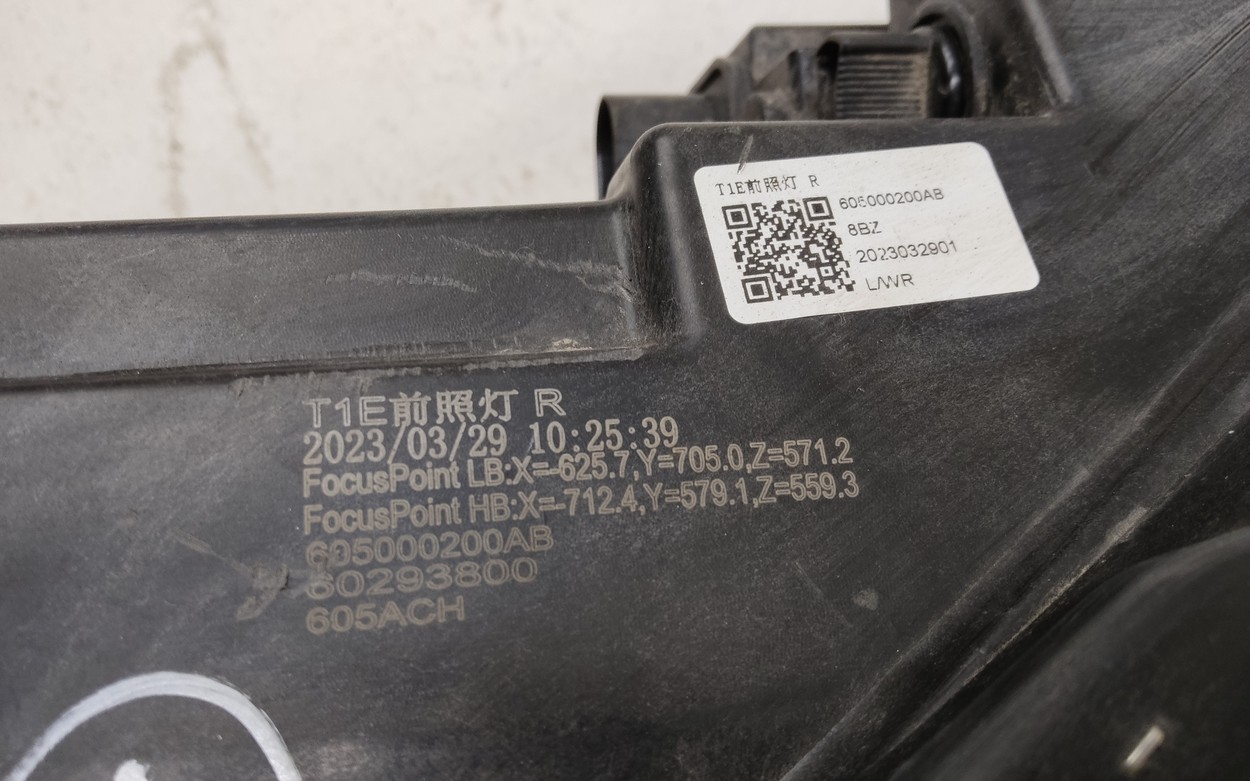 T1E前照灯 R
605000200AB
8BZ
2023032901
L/WR
T1E前照灯 R
2023/03/29 10:25:39
FocusPoint LB:X=-625.7,Y=705.0,Z=571.2
FocusPoint HB:X=-712.4,Y=579.1,Z=559.3
605000200AB
60293800
605ACH